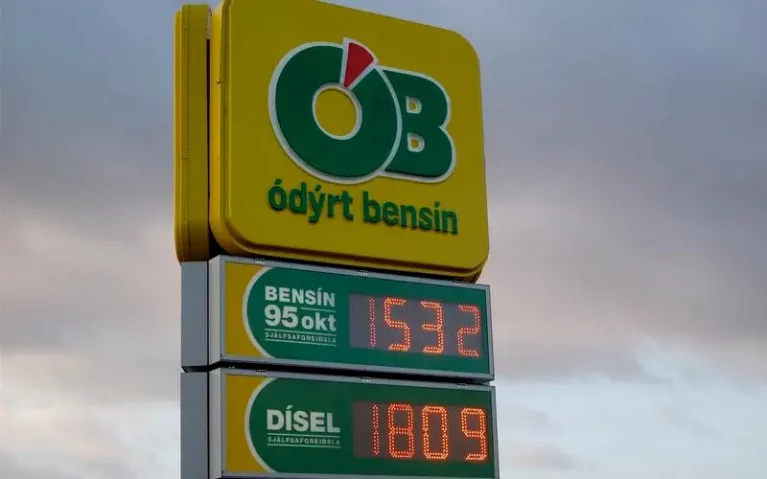 ÓB
ódýrt bensín
BENSÍN
95 okt
SJÁLFSAFGREIÐSLA
1532
DÍSEL
SJÁLFSAFGREIÐSLA
1809